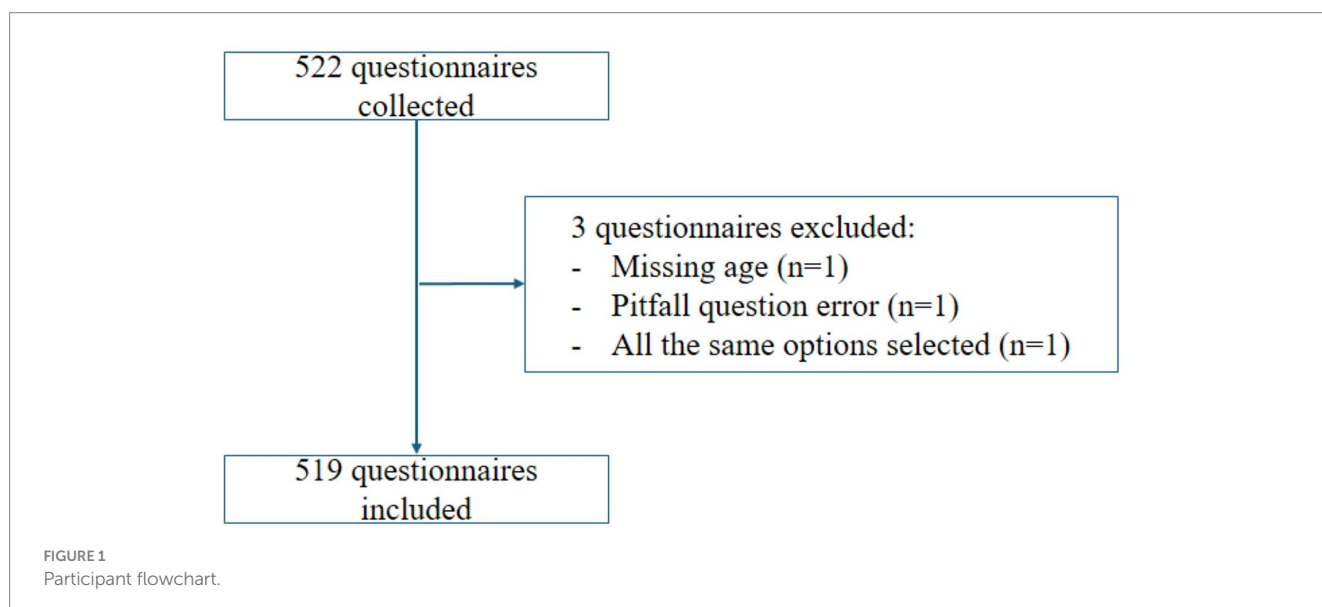 522 questionnaires
collected
3 questionnaires excluded:
- Missing age (n=1)
- Pitfall question error (n=1)
- All the same options selected (n=1)
519 questionnaires
included
FIGURE 1
Participant flowchart.